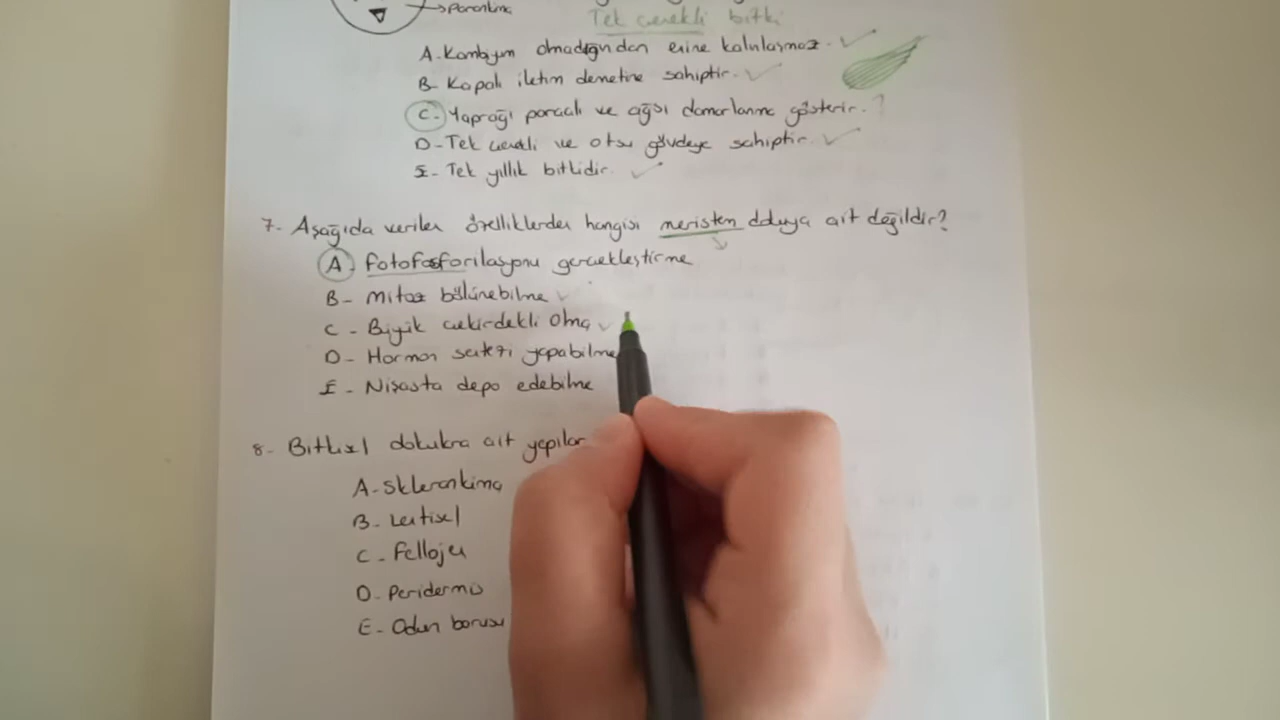 Parankima
Tek çenekli bitki
A. Kambiyum olmadığından enine kalınlaşmaz.
B- Kapalı iletim demetine sahiptir.
C. Yaprağı paraçalı ve ağsı damarlanma gösterir. ?
D- Tek çenekli ve otsu gövdeye sahiptir.
E- Tek yıllık bitkidir.
7- Aşağıda verilen özelliklerden hangisi meristem dokuya ait değildir?
A. Fotofosforilasyonu gerçekleştirme
B- Mitoz bölünebilme
C - Büyük çekirdekli olma
D- Hormon sentezi yapabilme
E - Nişasta depo edebilme
8- Bitkisel dokulara ait yapılar
A- Sklerankima
B- Lentisel
C - Fellojen
D- Peridermis
E- Odun borusu